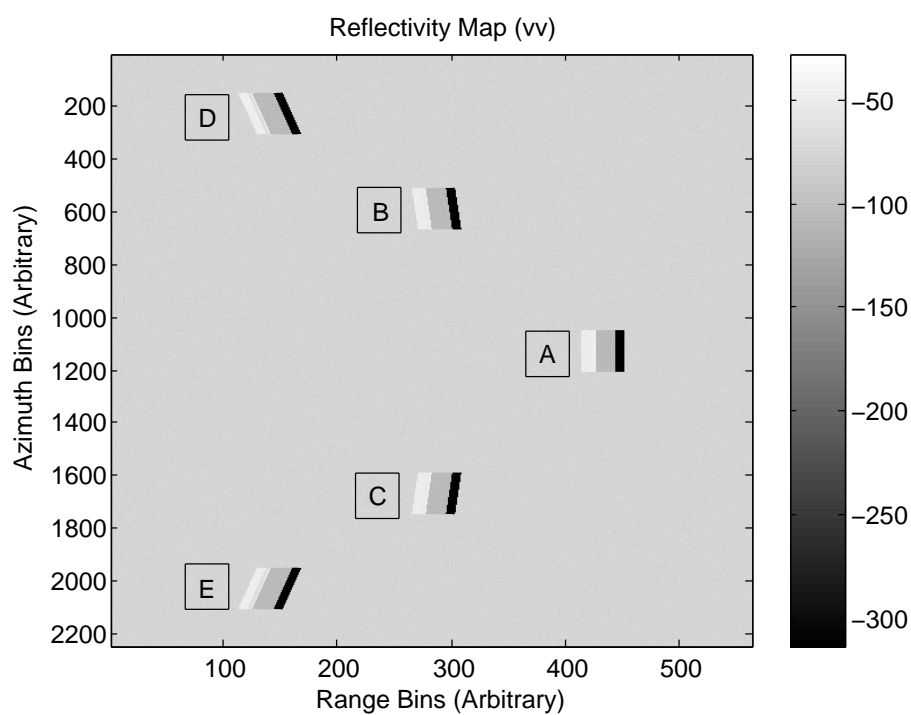 Reflectivity Map (vv)
Azimuth Bins (Arbitrary)
200
400
600
800
1000
1200
1400
1600
1800
2000
2200
D
B
A
C
E
100
200
300
400
500
Range Bins (Arbitrary)
−50
−100
−150
−200
−250
−300